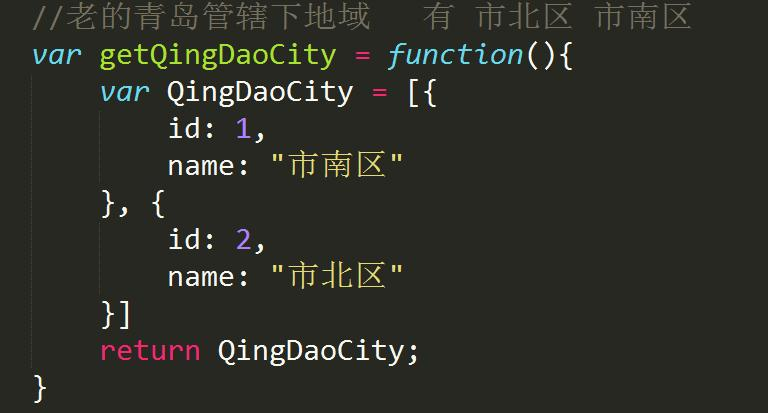 //老的青岛管辖下地域   有 市北区 市南区
var getQingDaoCity = function(){
    var QingDaoCity = [{
        id: 1,
        name: "市南区"
    }, {
        id: 2,
        name: "市北区"
    }]
    return QingDaoCity;
}